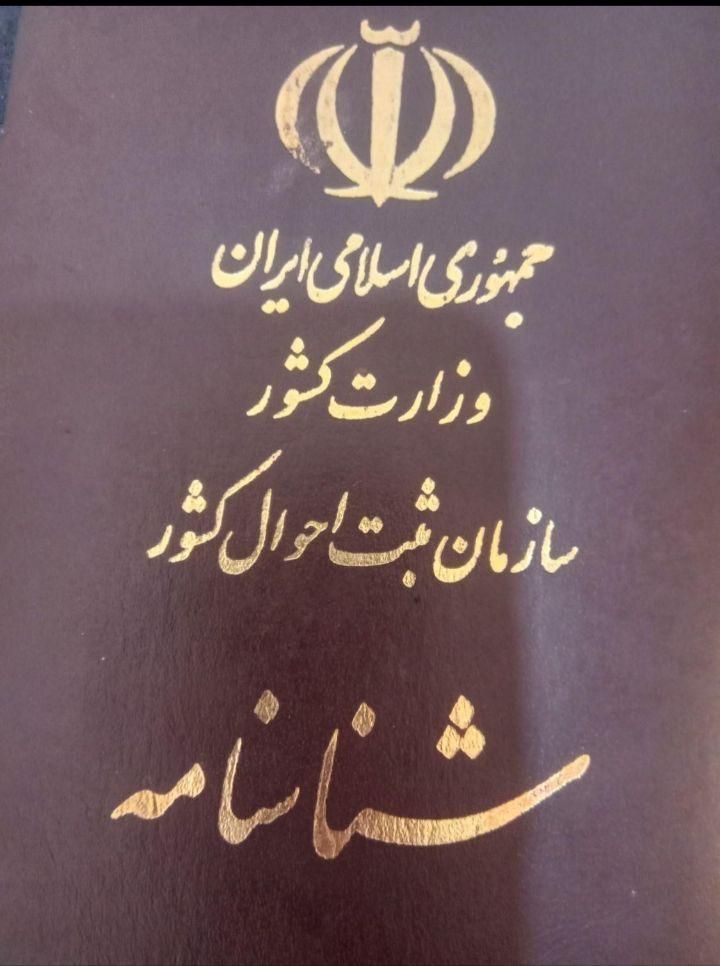 جمهوری اسلامی ایران
وزارت کشور
سازمان ثبت احوال کشور
شناسنامه